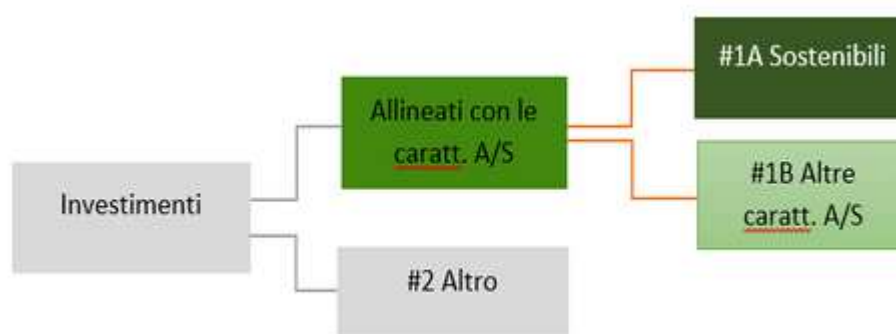 Investimenti
Allineati con le
caratt. A/S
#2 Altro
#1A Sostenibili
#1B Altre
caratt. A/S